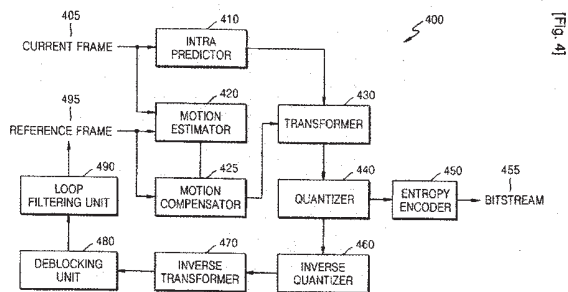 [Fig. 4]
400
405
CURRENT FRAME
410
INTRA
PREDICTOR
495
REFERENCE FRAME
420
MOTION
ESTIMATOR
425
MOTION
COMPENSATOR
430
TRANSFORMER
440
QUANTIZER
450
ENTROPY
ENCODER
455
BITSTREAM
490
LOOP
FILTERING UNIT
480
DEBLOCKING
UNIT
470
INVERSE
TRANSFORMER
460
INVERSE
QUANTIZER